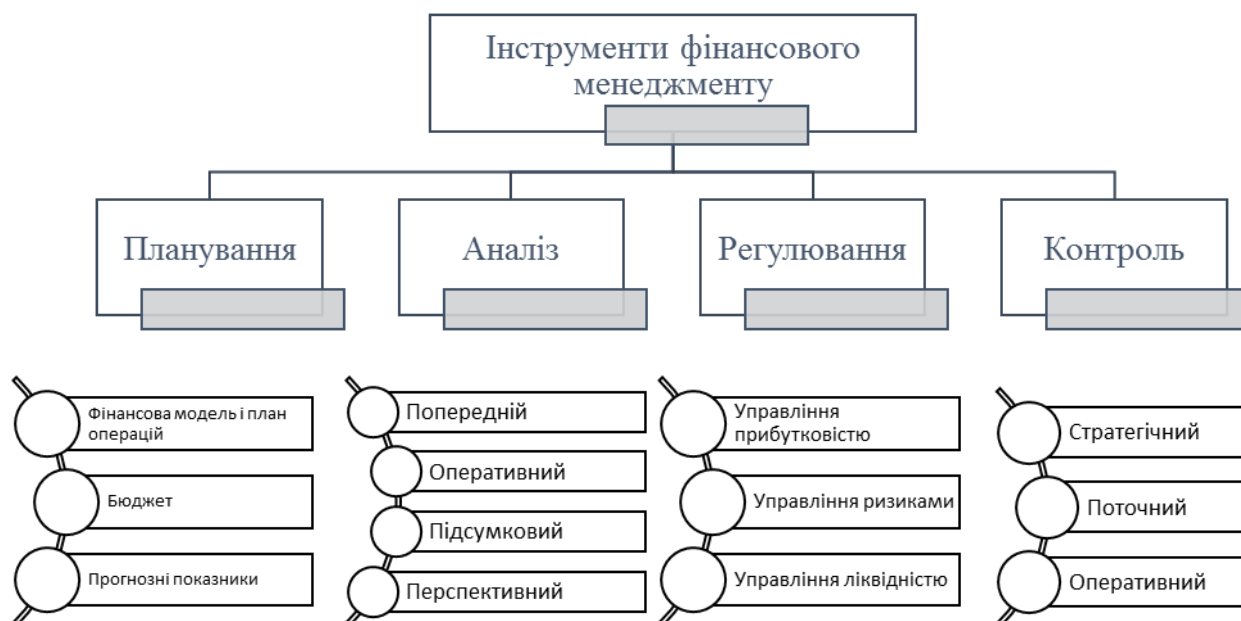 Інструменти фінансового
менеджменту
Планування
Аналіз
Регулювання
Контроль
Фінансова модель і план
операцій
Бюджет
Прогнозні показники
Попередній
Оперативний
Підсумковий
Перспективний
Управління
прибутковістю
Управління ризиками
Управління ліквідністю
Стратегічний
Поточний
Оперативний